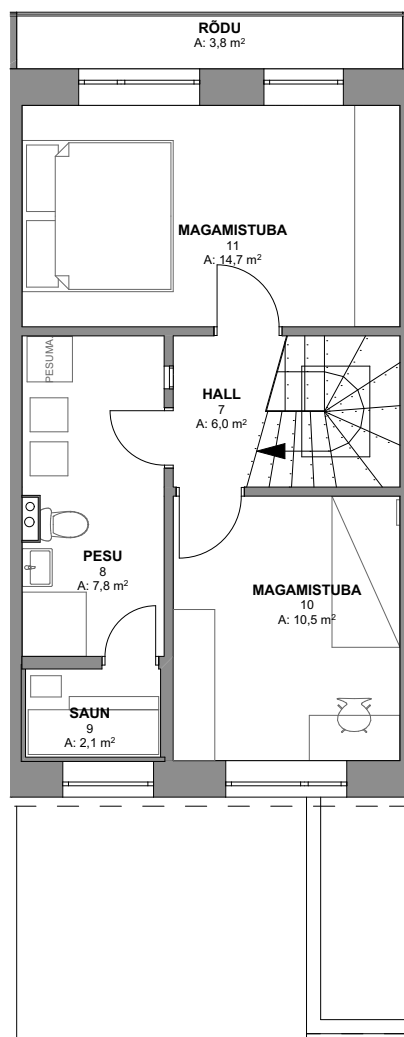 RÕDU
A: 3,8 m²
MAGAMISTUBA
11
A: 14,7 m²
PESUMA.
HALL
7
A: 6,0 m²
PESU
8
A: 7,8 m²
MAGAMISTUBA
10
A: 10,5 m²
SAUN
9
A: 2,1 m²